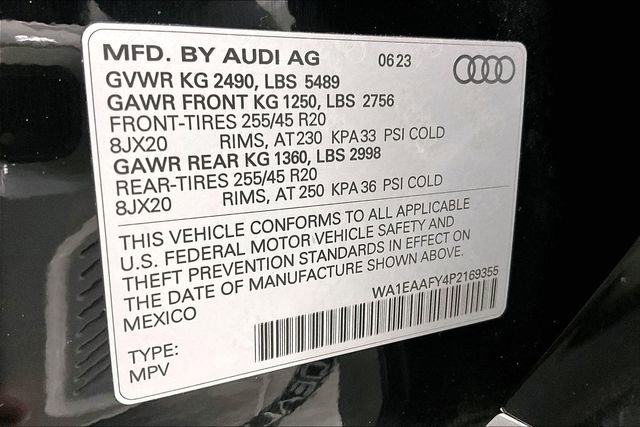 MFD. BY AUDI AG 0623
GVWR KG 2490, LBS 5489
GAWR FRONT KG 1250, LBS 2756
FRONT-TIRES 255/45 R20
8JX20 RIMS, AT 230 KPA 33 PSI COLD
GAWR REAR KG 1360, LBS 2998
REAR-TIRES 255/45 R20
8JX20 RIMS, AT 250 KPA 36 PSI COLD
THIS VEHICLE CONFORMS TO ALL APPLICABLE
U.S. FEDERAL MOTOR VEHICLE SAFETY AND
THEFT PREVENTION STANDARDS IN EFFECT ON
THE DATE OF MANUFACTURE SHOWN ABOVE.
MEXICO WA1EAAFY4P2169355
TYPE:
MPV